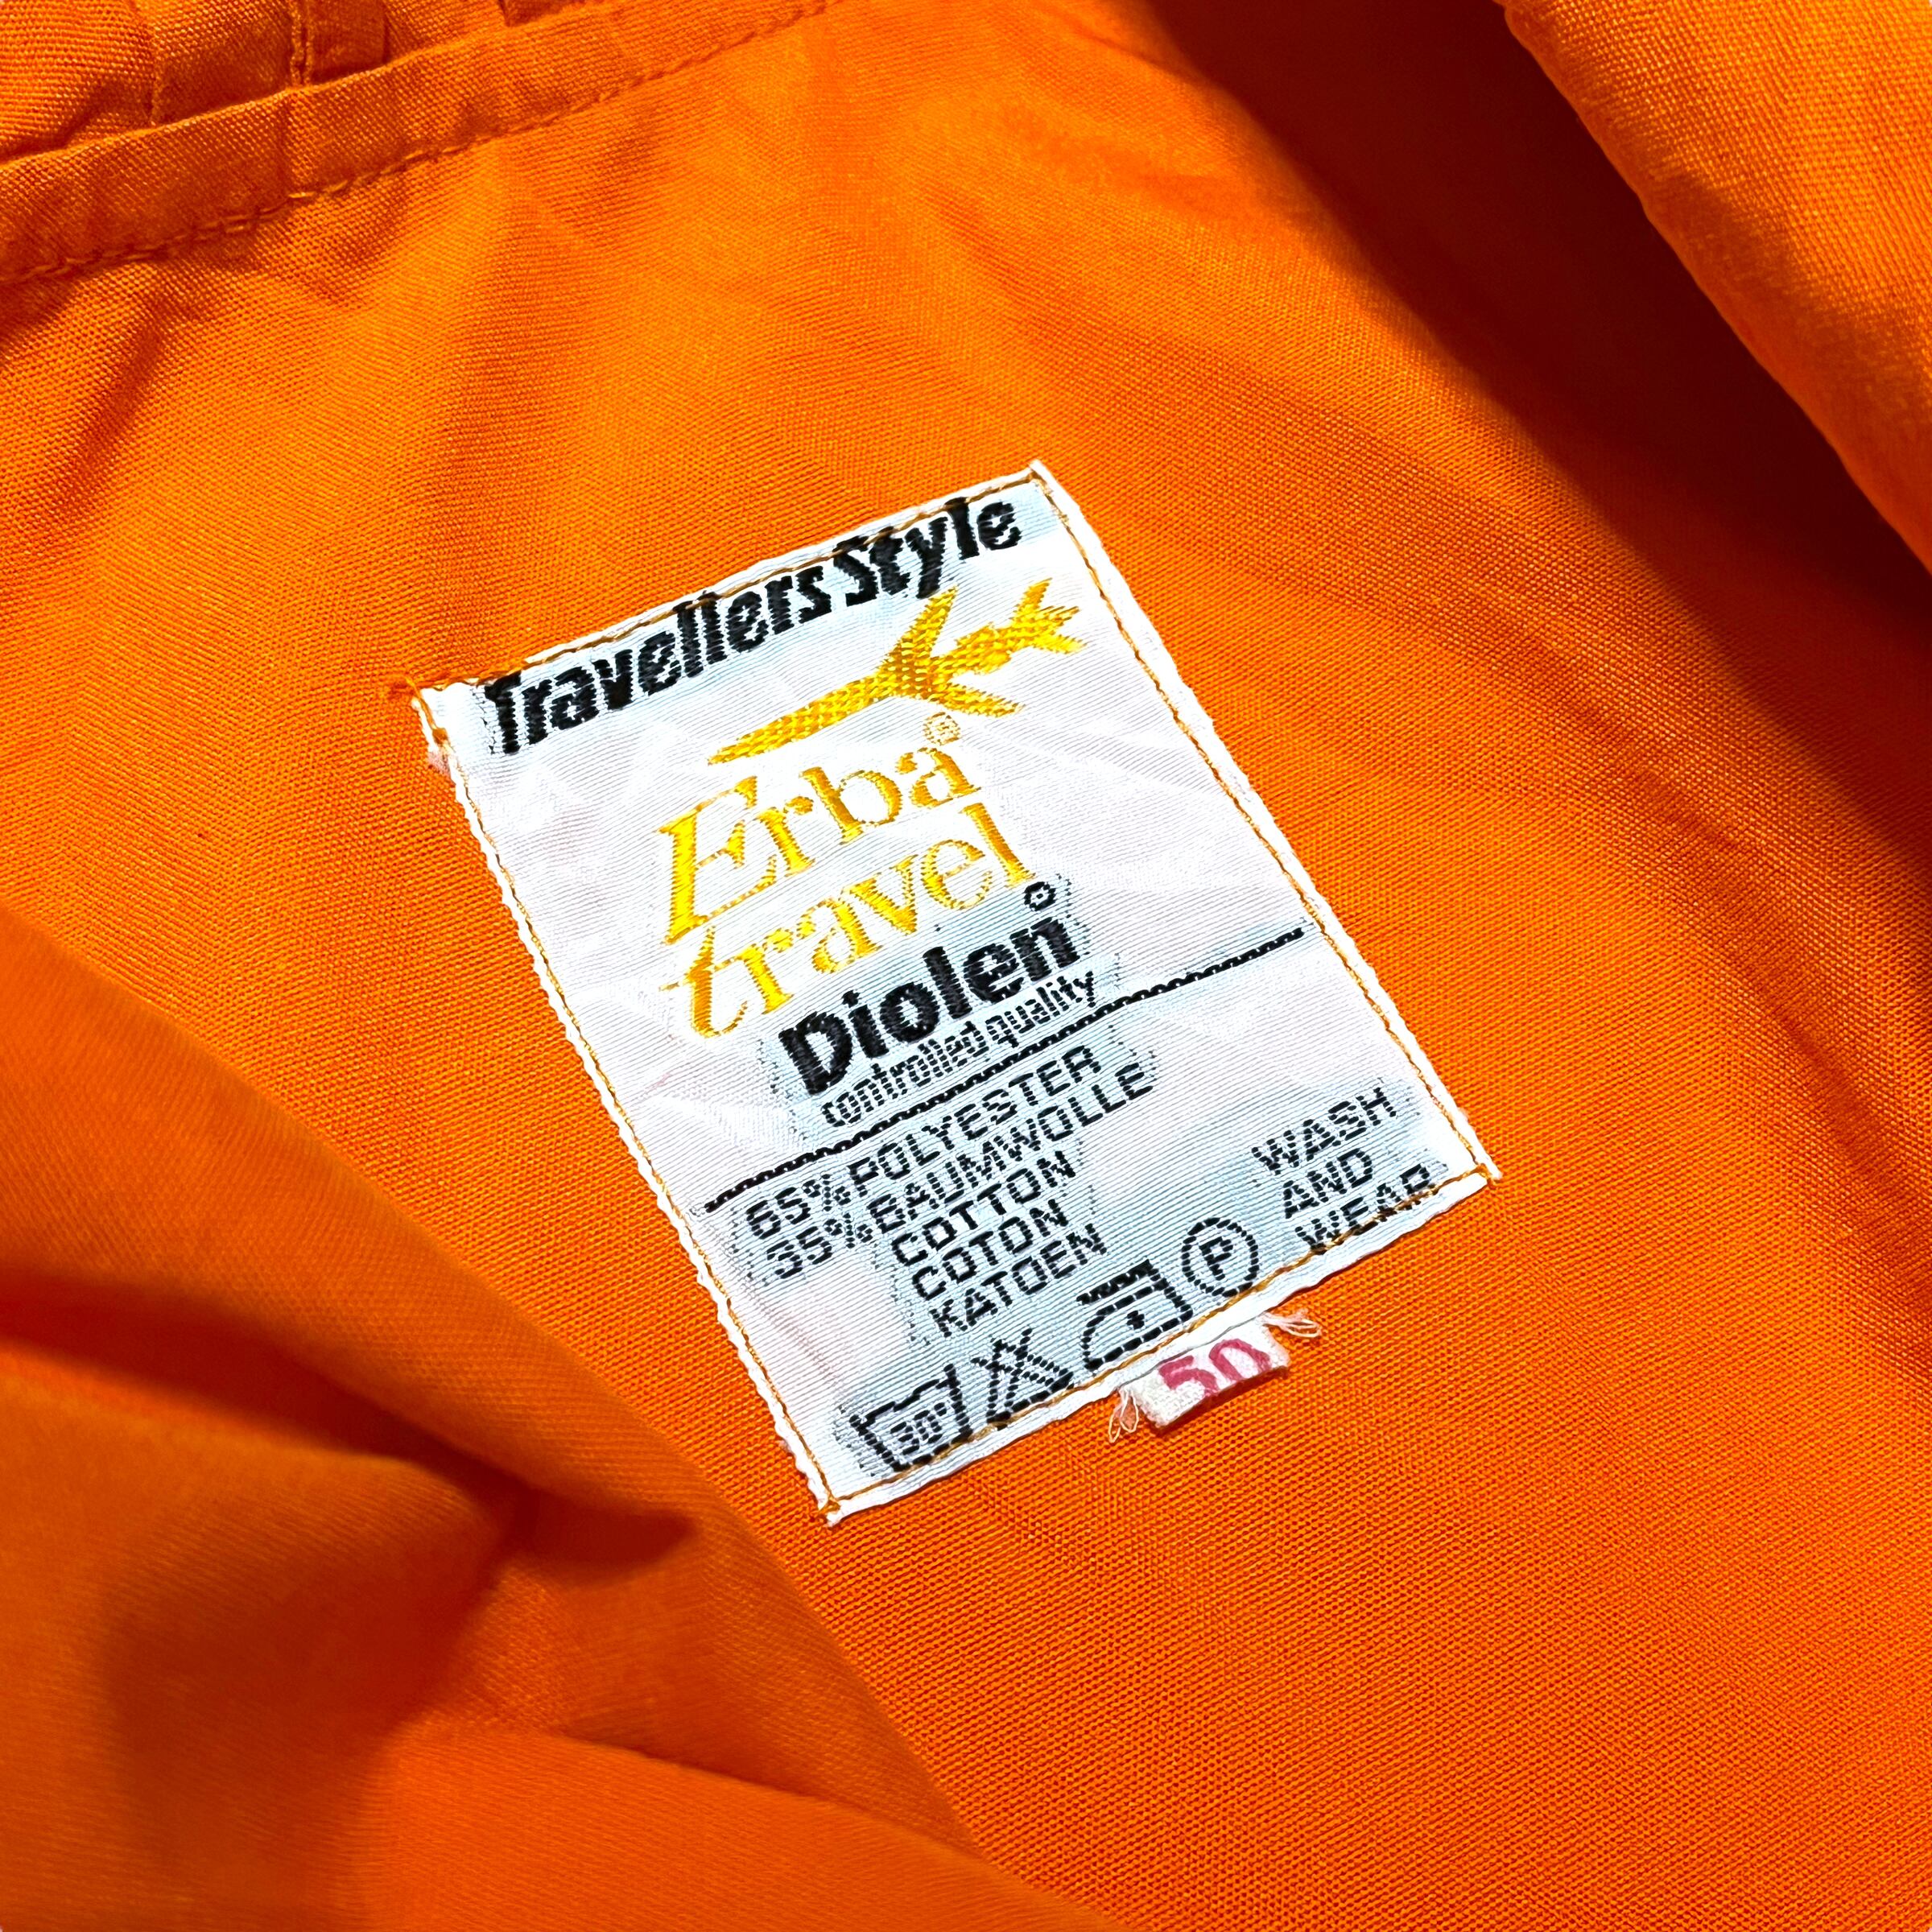 Travellers Style
Erba®
travel
Diolen®
controlled quality
65% POLYESTER
35% BAUMWOLLE
COTTON
COTON
KATOEN
WASH
AND
WEAR
30° P
50